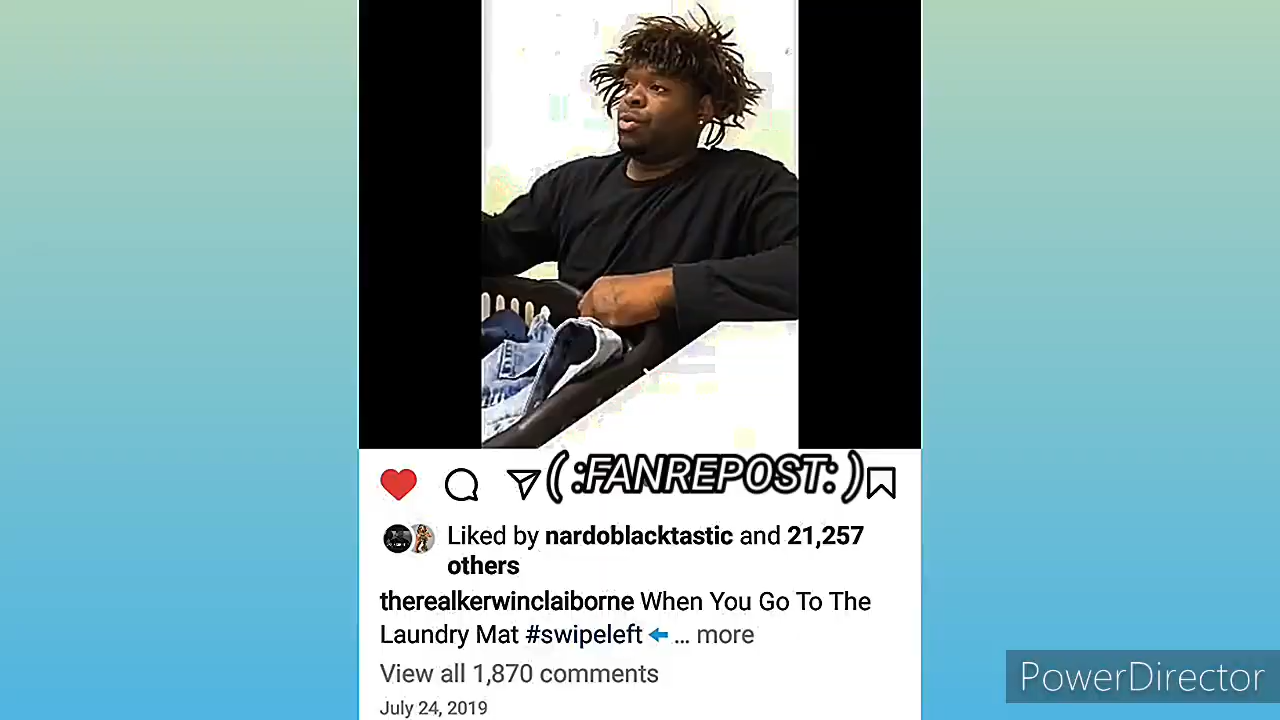 ( :FANREPOST: )
Liked by nardoblacktastic and 21,257
others
therealkerwinclaiborne When You Go To The
Laundry Mat #swipeleft ... more
View all 1,870 comments
July 24, 2019
PowerDirector